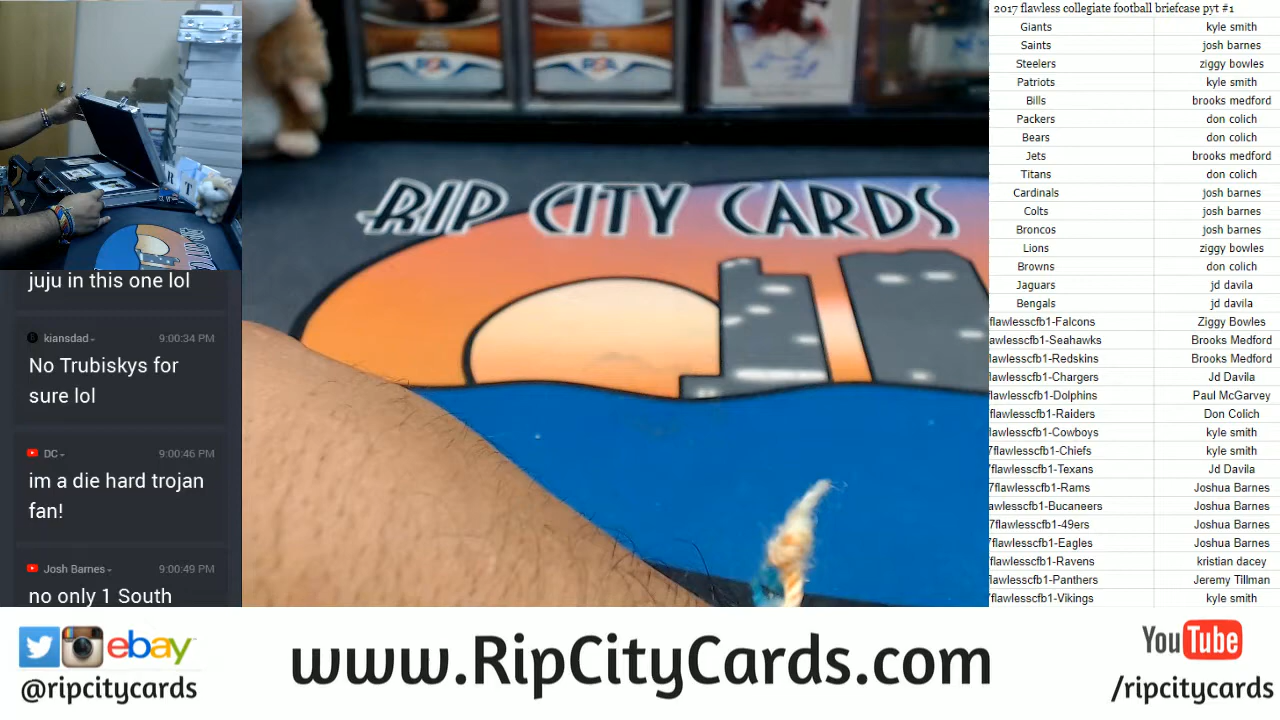 2017 flawless collegiate football briefcase pyt #1
Giants kyle smith
Saints josh barnes
Steelers ziggy bowles
Patriots kyle smith
Bills brooks medford
Packers don colich
Bears don colich
Jets brooks medford
Titans don colich
Cardinals josh barnes
Colts josh barnes
Broncos josh barnes
Lions ziggy bowles
Browns don colich
Jaguars jd davila
Bengals jd davila
flawlesscfb1-Falcons Ziggy Bowles
awlesscfb1-Seahawks Brooks Medford
lawlesscfb1-Redskins Brooks Medford
lawlesscfb1-Chargers Jd Davila
lawlesscfb1-Dolphins Paul McGarvey
flawlesscfb1-Raiders Don Colich
lawlesscfb1-Cowboys kyle smith
7flawlesscfb1-Chiefs kyle smith
7flawlesscfb1-Texans Jd Davila
7flawlesscfb1-Rams Joshua Barnes
awlesscfb1-Bucaneers Joshua Barnes
7flawlesscfb1-49ers Joshua Barnes
7flawlesscfb1-Eagles Joshua Barnes
flawlesscfb1-Ravens kristian dacey
lawlesscfb1-Panthers Jeremy Tillman
7flawlesscfb1-Vikings kyle smith
RIP CITY CARDS
juju in this one lol
kiansdad 9:00:34 PM
No Trubiskys for
sure lol
DC 9:00:46 PM
im a die hard trojan
fan!
Josh Barnes 9:00:49 PM
no only 1 South
ebay
@ripcitycards
www.RipCityCards.com
YouTube
/ripcitycards